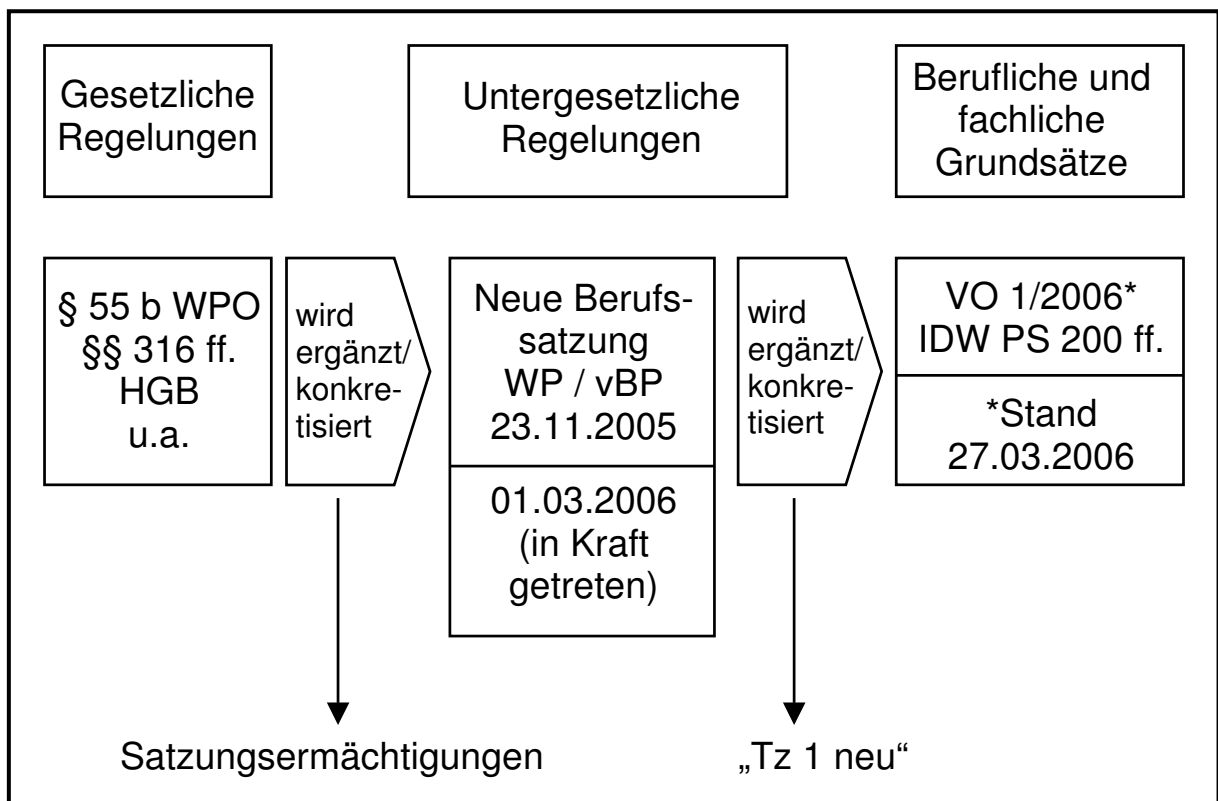 Gesetzliche
Regelungen
Untergesetzliche
Regelungen
Berufliche und
fachliche
Grundsätze
§ 55 b WPO
§§ 316 ff.
HGB
u.a.
wird
ergänzt/
konkre-
tisiert
Neue Berufs-
satzung
WP / vBP
23.11.2005
01.03.2006
(in Kraft
getreten)
wird
ergänzt/
konkre-
tisiert
VO 1/2006*
IDW PS 200 ff.
*Stand
27.03.2006
Satzungsermächtigungen
„Tz 1 neu“